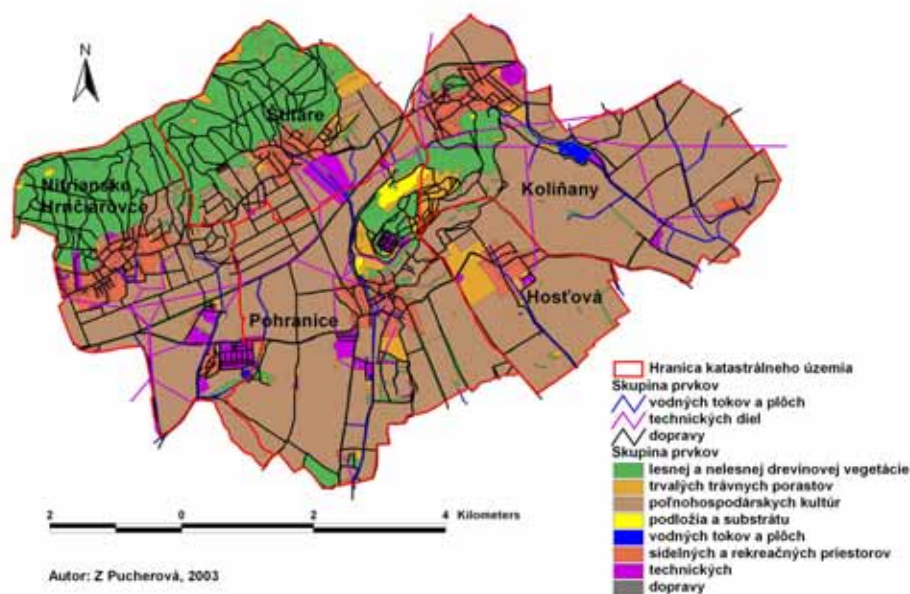 N
Štitáre
Nitrianske
Hrnčiarovce
Kolíňany
Hosťová
Pohranice
Hranica katastrálneho územia
Skupina prvkov
vodných tokov a plôch
technických diel
dopravy
Skupina prvkov
lesnej a nelesnej drevinovej vegetácie
trvalých trávnych porastov
poľnohospodárskych kultúr
podložia a substrátu
vodných tokov a plôch
sídelných a rekreačných priestorov
technických
dopravy
2 0 2 4 Kilometers
Autor: Z Pucherová, 2003